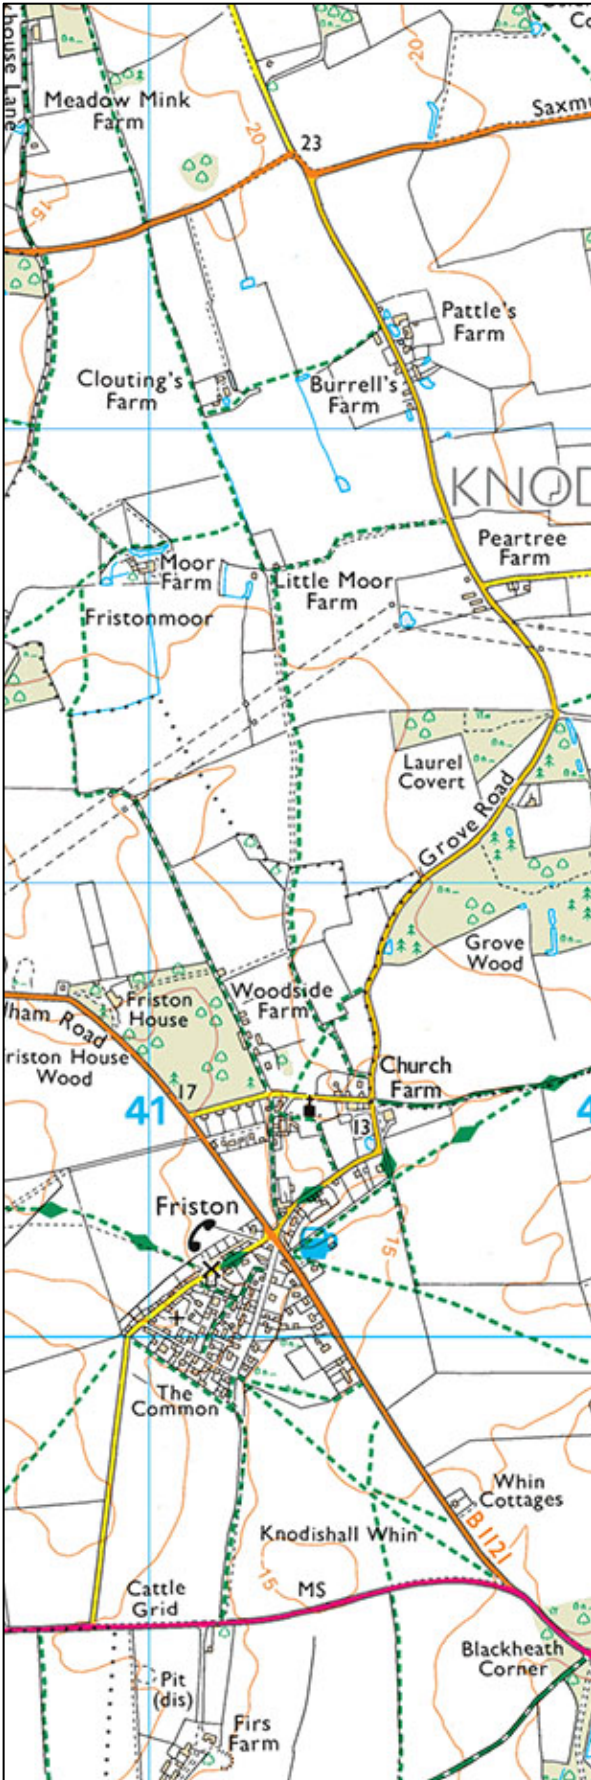 house Lane
Meadow Mink
Farm
20
20
23
15
Pattle's
Farm
Clouting's
Farm
Burrell's
Farm
KNOD
Peartree
Farm
Moor
Farm
Little Moor
Farm
Fristonmoor
Laurel
Covert
Grove Road
Grove
Wood
Woodside
Farm
Friston
House
dham Road
riston House
Wood
Church
Farm
17
41
4
13
Friston
15
The
Common
Whin
Cottages
B 1121
Knodishall Whin
15
Cattle
Grid
MS
Blackheath
Corner
Pit
(dis)
Firs
Farm